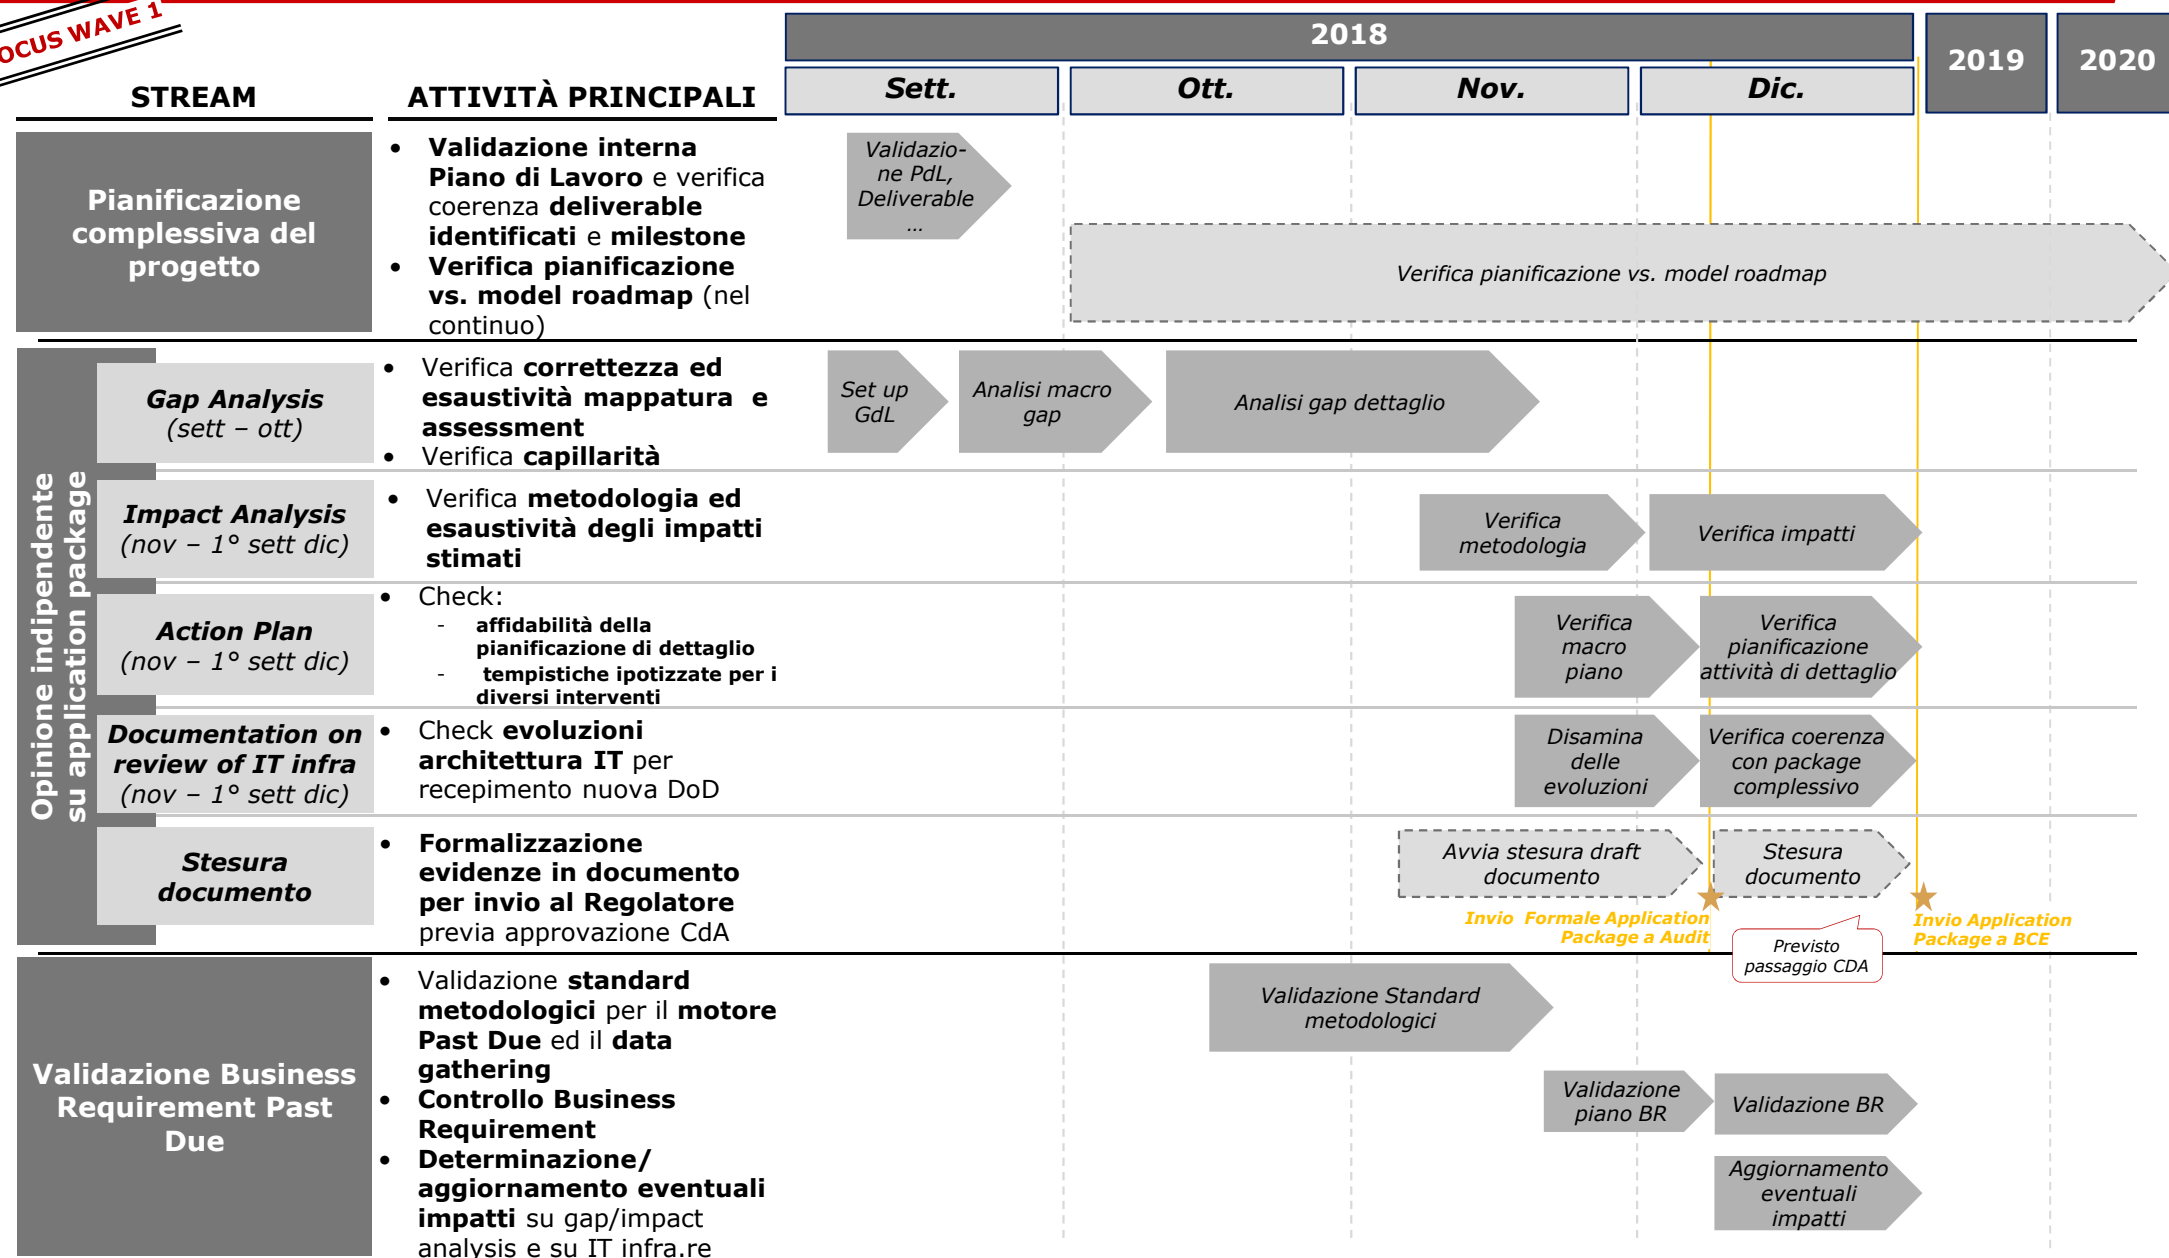 OCUS WAVE 1
2018
2019
2020
STREAM
ATTIVITÀ PRINCIPALI
Sett.
Ott.
Nov.
Dic.
Pianificazione
complessiva del
progetto
• Validazione interna
Piano di Lavoro e verifica
coerenza deliverable
identificati e milestone
• Verifica pianificazione
vs. model roadmap (nel
continuo)
Validazio-
ne PdL,
Deliverable
...
Verifica pianificazione vs. model roadmap
Opinione indipendente
su application package
Gap Analysis
(sett – ott)
• Verifica correttezza ed
esaustività mappatura e
assessment
• Verifica capillarità
Set up
GdL
Analisi macro
gap
Analisi gap dettaglio
Impact Analysis
(nov – 1° sett dic)
• Verifica metodologia ed
esaustività degli impatti
stimati
Verifica
metodologia
Verifica impatti
Action Plan
(nov – 1° sett dic)
• Check:
- affidabilità della
pianificazione di dettaglio
- tempistiche ipotizzate per i
diversi interventi
Verifica
macro
piano
Verifica
pianificazione
attività di dettaglio
Documentation on
review of IT infra
(nov – 1° sett dic)
• Check evoluzioni
architettura IT per
recepimento nuova DoD
Disamina
delle
evoluzioni
Verifica coerenza
con package
complessivo
Stesura
documento
• Formalizzazione
evidenze in documento
per invio al Regolatore
previa approvazione CdA
Avvia stesura draft
documento
Stesura
documento
Invio Formale Application
Package a Audit
Invio Application
Package a BCE
Previsto
passaggio CDA
Validazione Business
Requirement Past
Due
• Validazione standard
metodologici per il motore
Past Due ed il data
gathering
• Controllo Business
Requirement
• Determinazione/
aggiornamento eventuali
impatti su gap/impact
analysis e su IT infra.re
Validazione Standard
metodologici
Validazione
piano BR
Validazione BR
Aggiornamento
eventuali
impatti